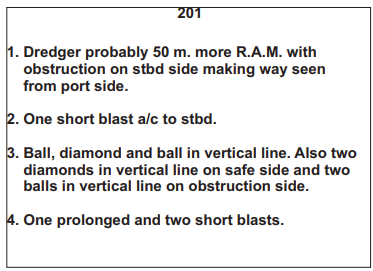 201
1. Dredger probably 50 m. more R.A.M. with
obstruction on stbd side making way seen
from port side.
2. One short blast a/c to stbd.
3. Ball, diamond and ball in vertical line. Also two
diamonds in vertical line on safe side and two
balls in vertical line on obstruction side.
4. One prolonged and two short blasts.